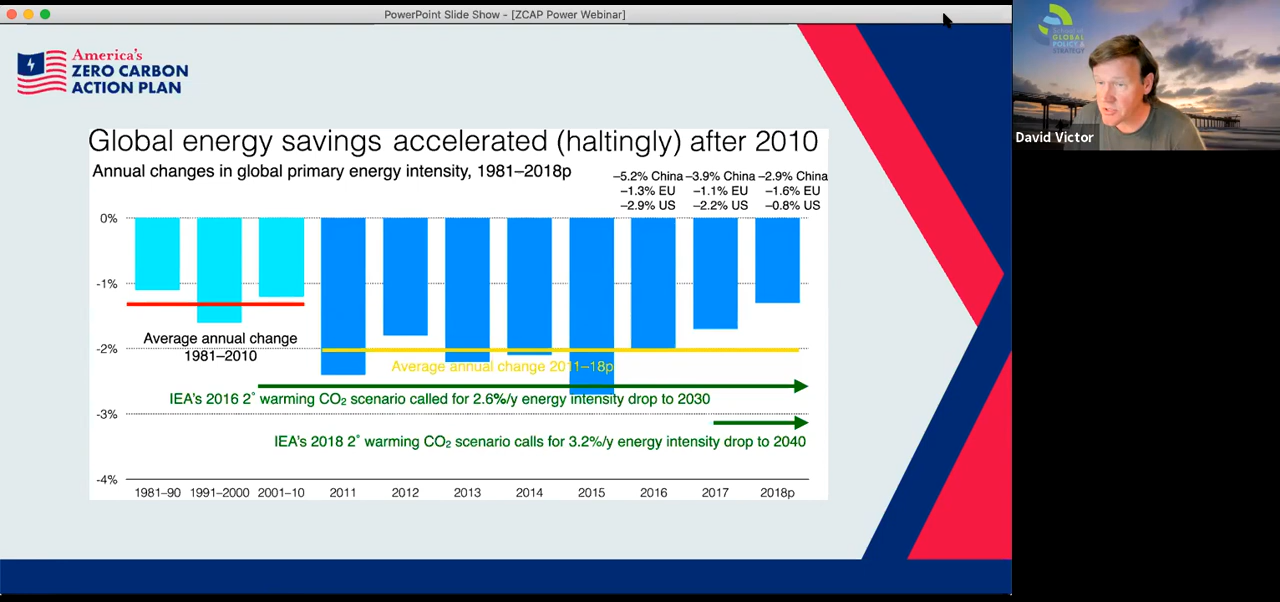 PowerPoint Slide Show - [ZCAP Power Webinar]
America's
ZERO CARBON
ACTION PLAN
School of
GLOBAL
POLICY &
STRATEGY
David Victor
Global energy savings accelerated (haltingly) after 2010
Annual changes in global primary energy intensity, 1981–2018p
–5.2% China –3.9% China –2.9% China
–1.3% EU –1.1% EU –1.6% EU
–2.9% US –2.2% US –0.8% US
0%
-1%
Average annual change
1981–2010
-2%
Average annual change 2011–18p
IEA's 2016 2° warming CO₂ scenario called for 2.6%/y energy intensity drop to 2030
-3%
IEA's 2018 2° warming CO₂ scenario calls for 3.2%/y energy intensity drop to 2040
-4%
1981–90 1991–2000 2001–10 2011 2012 2013 2014 2015 2016 2017 2018p